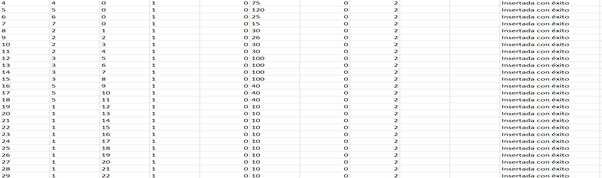 4 4 0 1 0 75 0 2 Insertada con éxito
5 5 0 1 0 120 0 2 Insertada con éxito
6 6 0 1 0 25 0 2 Insertada con éxito
7 7 0 1 0 15 0 2 Insertada con éxito
8 2 1 1 0 30 0 2 Insertada con éxito
9 2 2 1 0 26 0 2 Insertada con éxito
10 2 3 1 0 30 0 2 Insertada con éxito
11 2 4 1 0 30 0 2 Insertada con éxito
12 3 5 1 0 100 0 2 Insertada con éxito
13 3 6 1 0 100 0 2 Insertada con éxito
14 3 7 1 0 100 0 2 Insertada con éxito
15 3 8 1 0 100 0 2 Insertada con éxito
16 5 9 1 0 40 0 2 Insertada con éxito
17 5 10 1 0 40 0 2 Insertada con éxito
18 5 11 1 0 40 0 2 Insertada con éxito
19 1 12 1 0 10 0 2 Insertada con éxito
20 1 13 1 0 10 0 2 Insertada con éxito
21 1 14 1 0 10 0 2 Insertada con éxito
22 1 15 1 0 10 0 2 Insertada con éxito
23 1 16 1 0 10 0 2 Insertada con éxito
24 1 17 1 0 10 0 2 Insertada con éxito
25 1 18 1 0 10 0 2 Insertada con éxito
26 1 19 1 0 10 0 2 Insertada con éxito
27 1 20 1 0 10 0 2 Insertada con éxito
28 1 21 1 0 10 0 2 Insertada con éxito
29 1 22 1 0 10 0 2 Insertada con éxito